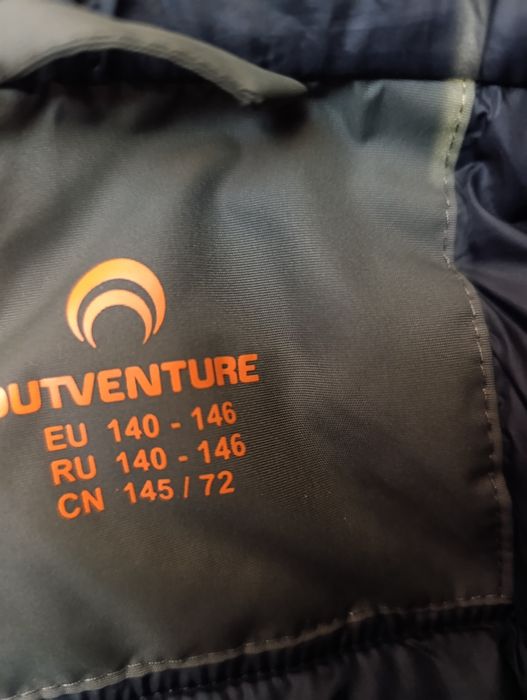 OUTVENTURE
EU 140 - 146
RU 140 - 146
CN 145 / 72